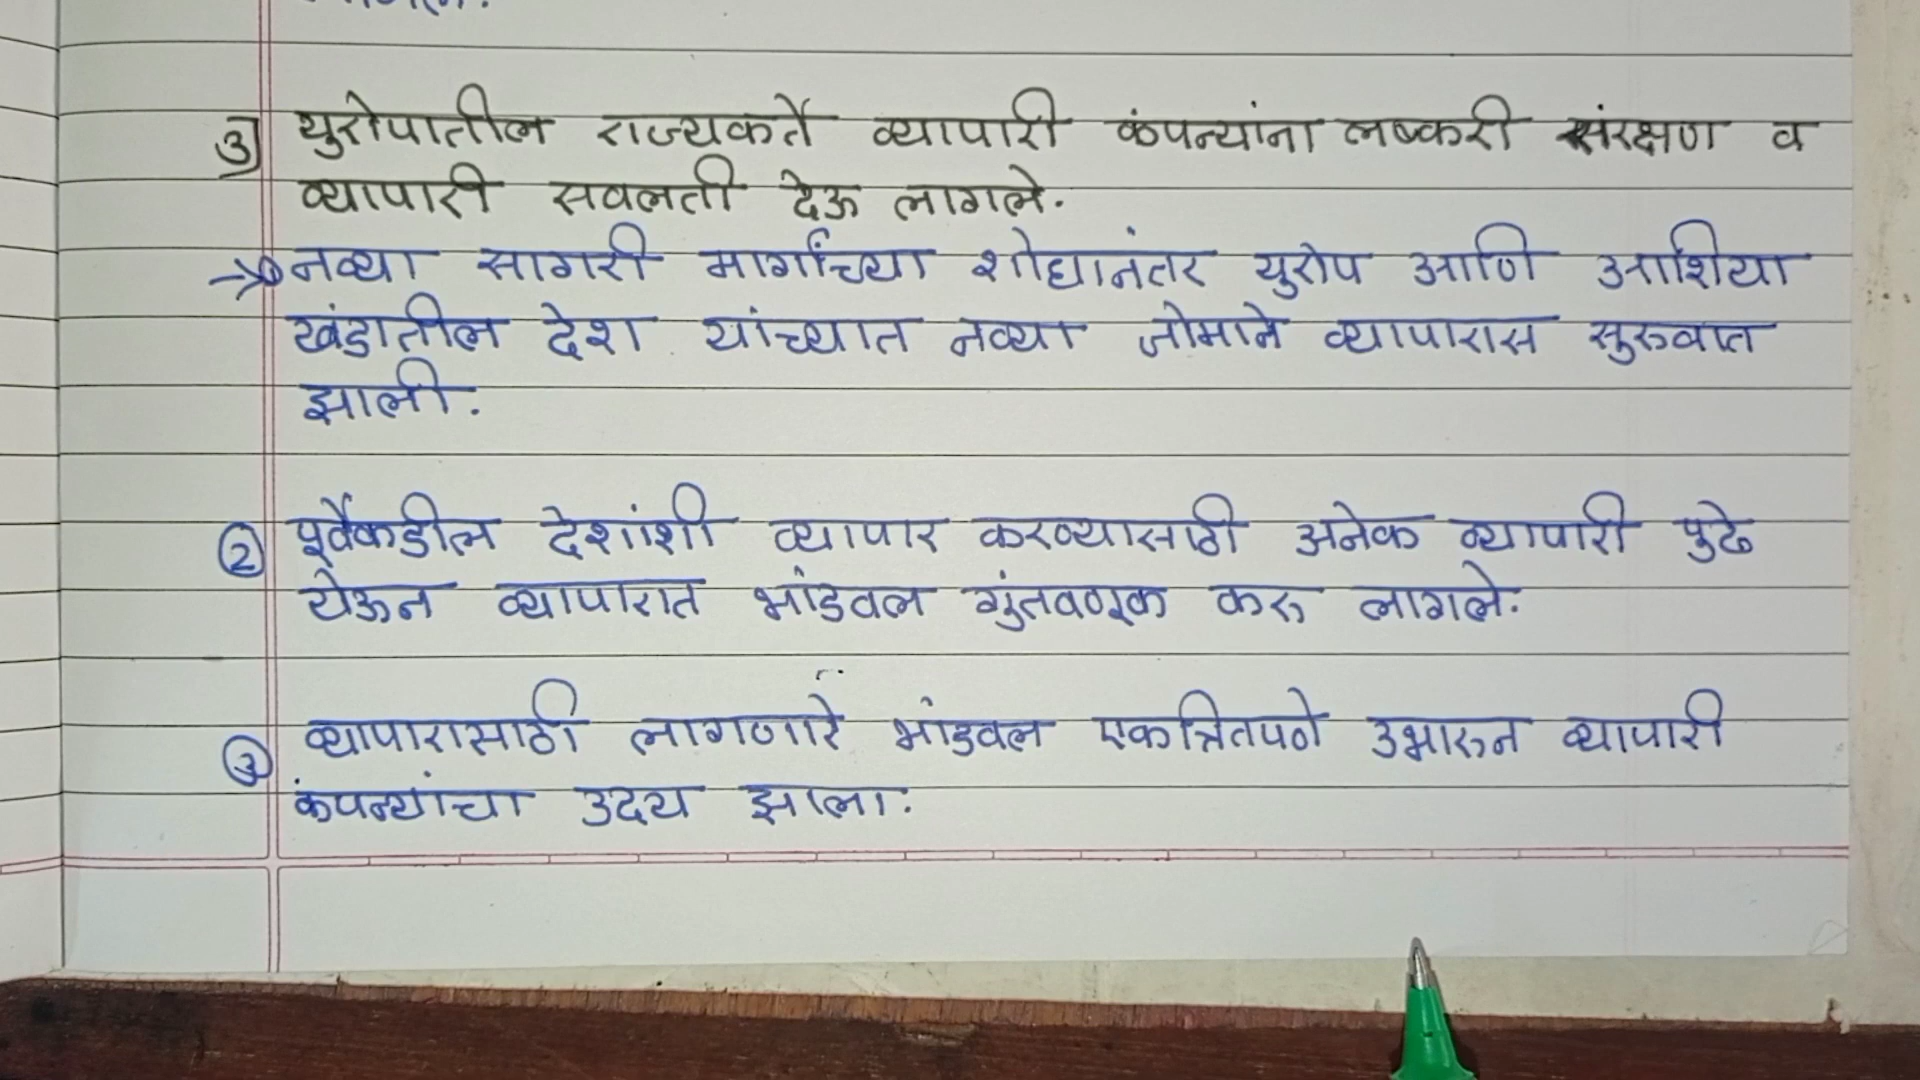 ३) युरोपातील राज्यकर्ते व्यापारी कंपन्यांना लष्करी संरक्षण व
व्यापारी सवलती देऊ लागले.
→ नव्या सागरी मार्गांच्या शोधानंतर युरोप आणि आशिया
खंडातील देश यांच्यात नव्या जोमाने व्यापारास सुरुवात
झाली.
② पूर्वेकडील देशांशी व्यापार करण्यासाठी अनेक व्यापारी पुढे
येऊन व्यापारात भांडवल गुंतवणूक करू लागले.
③ व्यापारासाठी लागणारे भांडवल एकत्रितपणे उभारून व्यापारी
कंपन्यांचा उदय झाला.